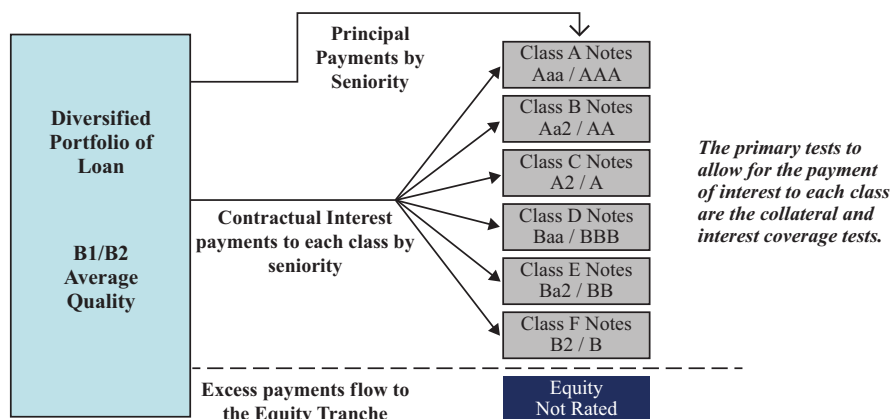 Diversified
Portfolio of
Loan
B1/B2
Average
Quality
Principal
Payments by
Seniority
Contractual Interest
payments to each class by
seniority
Class A Notes
Aaa / AAA
Class B Notes
Aa2 / AA
Class C Notes
A2 / A
Class D Notes
Baa / BBB
Class E Notes
Ba2 / BB
Class F Notes
B2 / B
The primary tests to
allow for the payment
of interest to each class
are the collateral and
interest coverage tests.
Excess payments flow to
the Equity Tranche
Equity
Not Rated